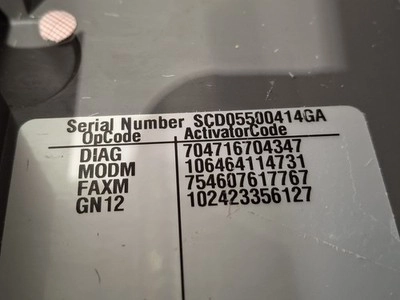 Serial Number SCD05500414GA
OpCode ActivatorCode
DIAG 704716704347
MODM 106464114731
FAXM 754607617767
GN12 102423356127